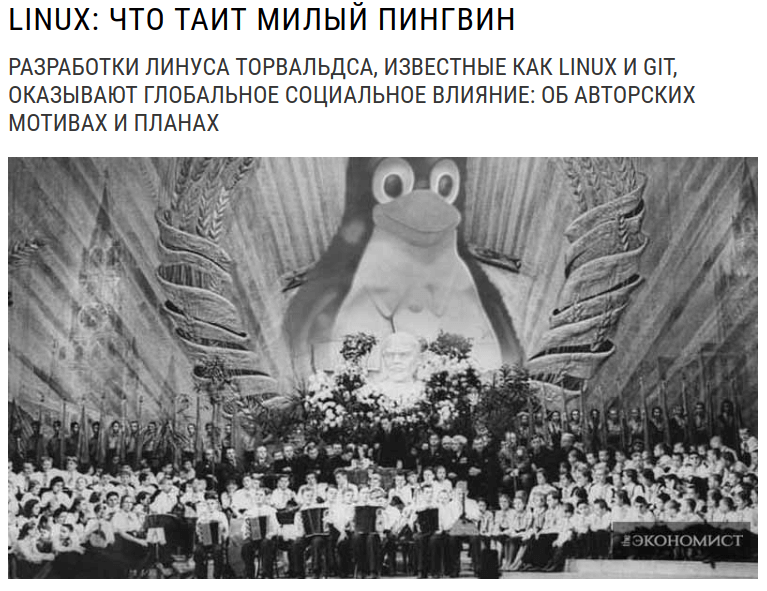 LINUX: ЧТО ТАИТ МИЛЫЙ ПИНГВИН
РАЗРАБОТКИ ЛИНУСА ТОРВАЛЬДСА, ИЗВЕСТНЫЕ КАК LINUX И GIT,
ОКАЗЫВАЮТ ГЛОБАЛЬНОЕ СОЦИАЛЬНОЕ ВЛИЯНИЕ: ОБ АВТОРСКИХ
МОТИВАХ И ПЛАНАХ
ЭКОНОМИСТ